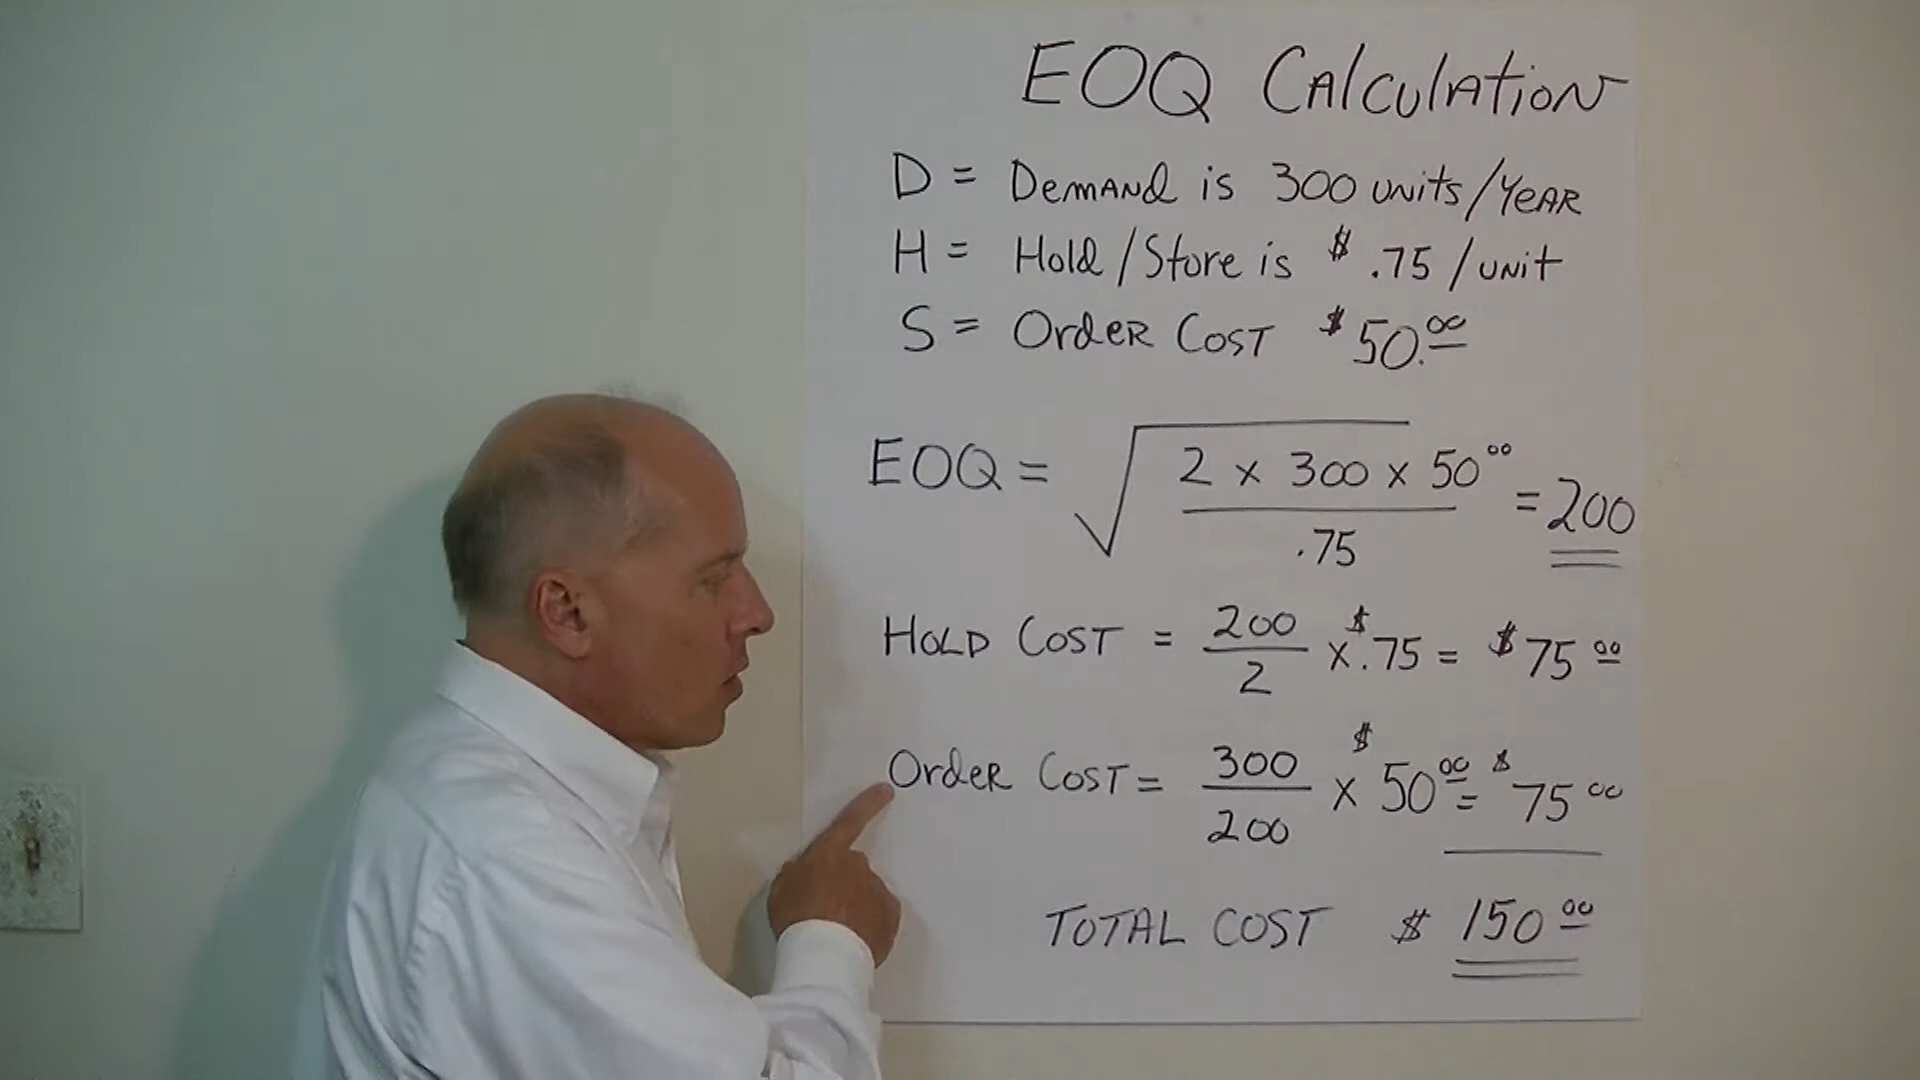 EOQ Calculation
D = Demand is 300 units/Year
H = Hold/Store is $ .75/unit
S = Order Cost $ 50.00
EOQ = √ 2 x 300 x 50 00 = 200
.75
HOLD COST = 200 x $ .75 = $ 75 00
2
Order Cost = 300 x $ 50 00 = $ 75 00
200
TOTAL COST $ 150 00